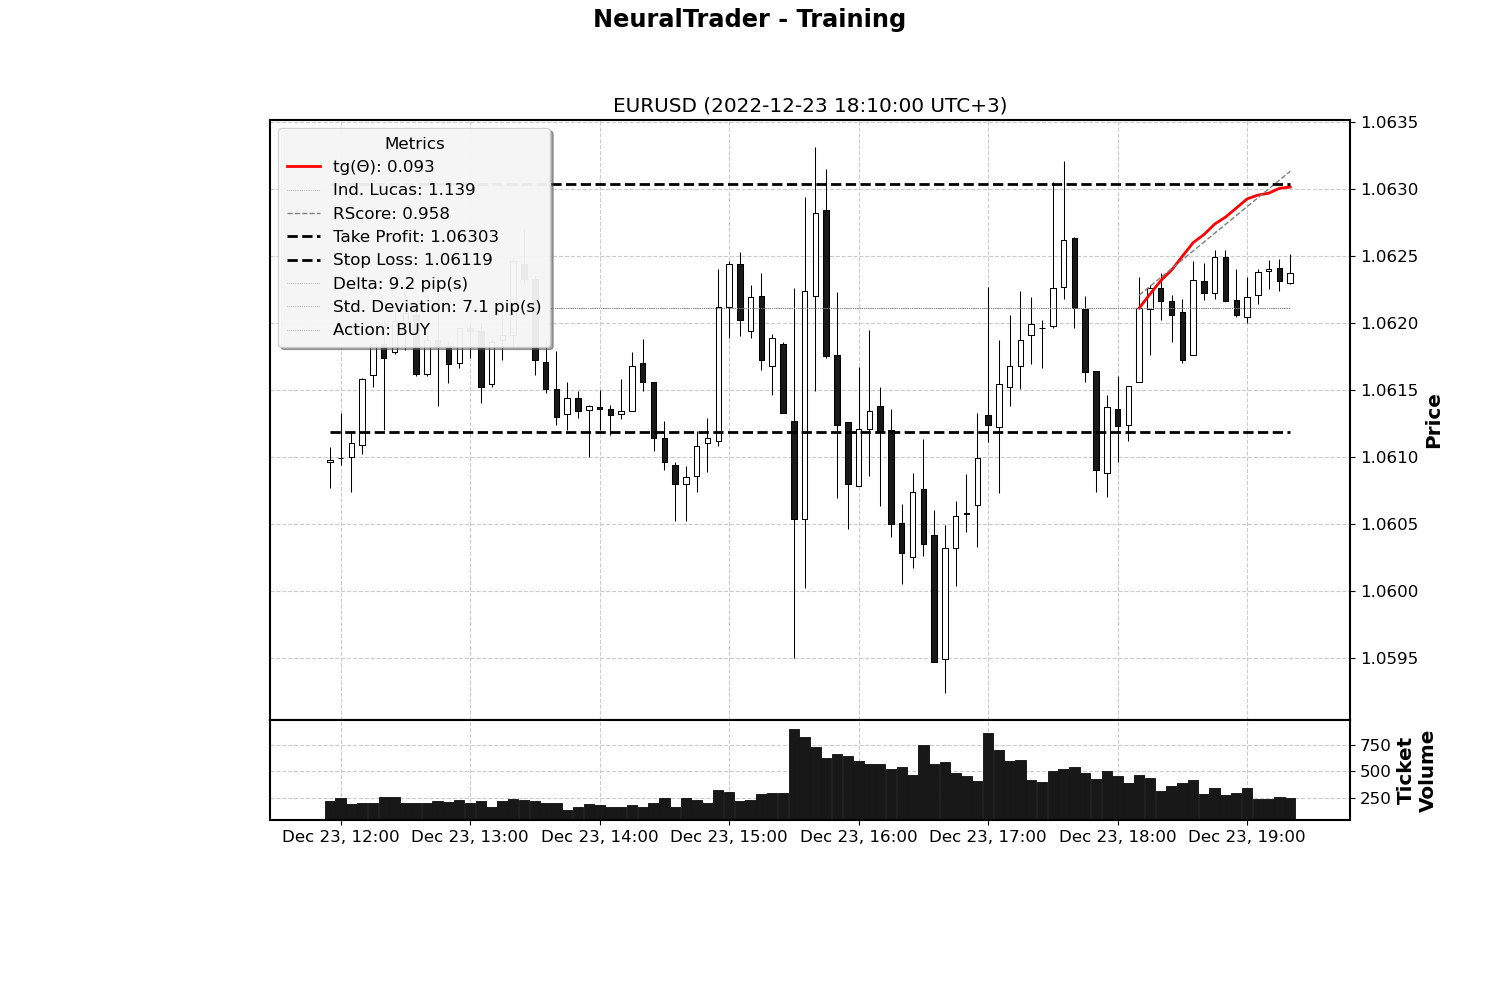 NeuralTrader - Training
EURUSD (2022-12-23 18:10:00 UTC+3)
Metrics
tg(Θ): 0.093
Ind. Lucas: 1.139
RScore: 0.958
Take Profit: 1.06303
Stop Loss: 1.06119
Delta: 9.2 pip(s)
Std. Deviation: 7.1 pip(s)
Action: BUY
1.0635
1.0630
1.0625
1.0620
1.0615
1.0610
1.0605
1.0600
1.0595
Price
750
500
250
Ticket
Volume
Dec 23, 12:00
Dec 23, 13:00
Dec 23, 14:00
Dec 23, 15:00
Dec 23, 16:00
Dec 23, 17:00
Dec 23, 18:00
Dec 23, 19:00